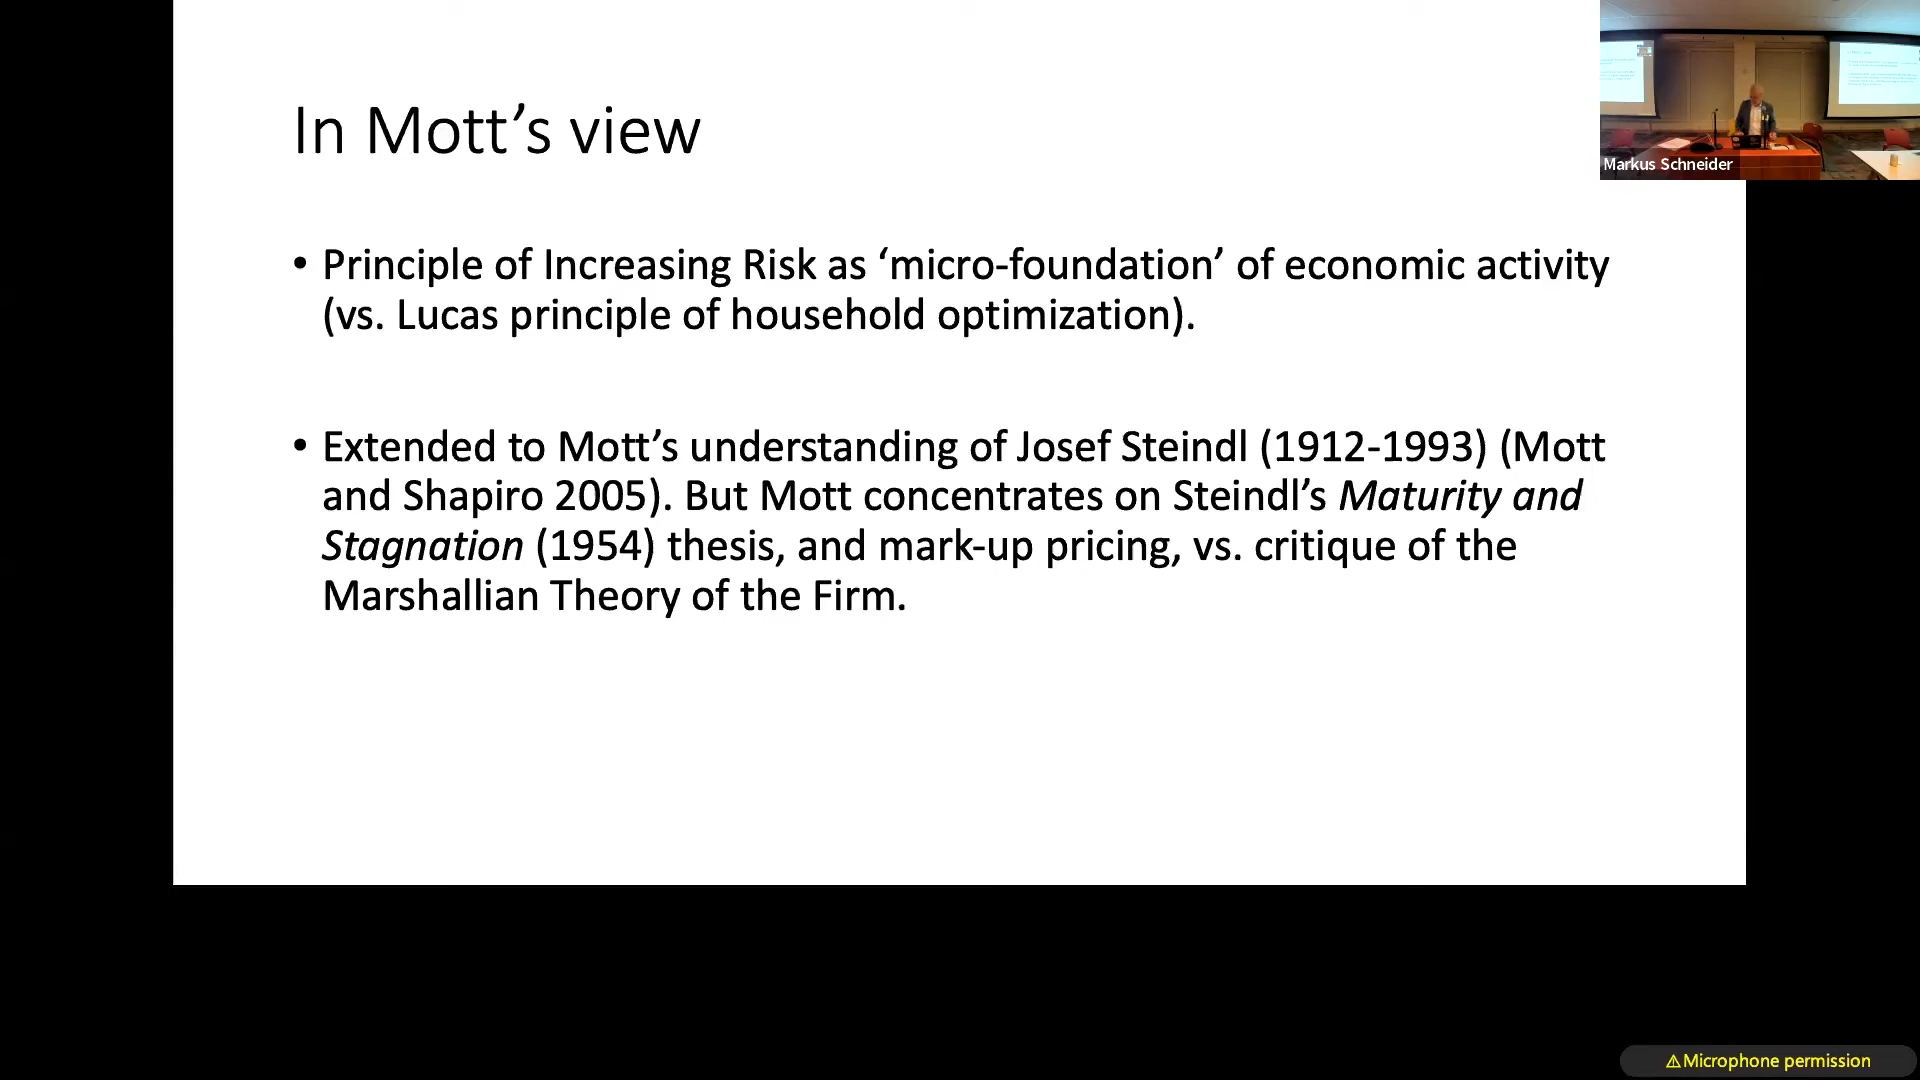 In Mott’s view
• Principle of Increasing Risk as ‘micro-foundation’ of economic activity
(vs. Lucas principle of household optimization).
• Extended to Mott’s understanding of Josef Steindl (1912-1993) (Mott
and Shapiro 2005). But Mott concentrates on Steindl’s Maturity and
Stagnation (1954) thesis, and mark-up pricing, vs. critique of the
Marshallian Theory of the Firm.
Markus Schneider
⚠Microphone permission